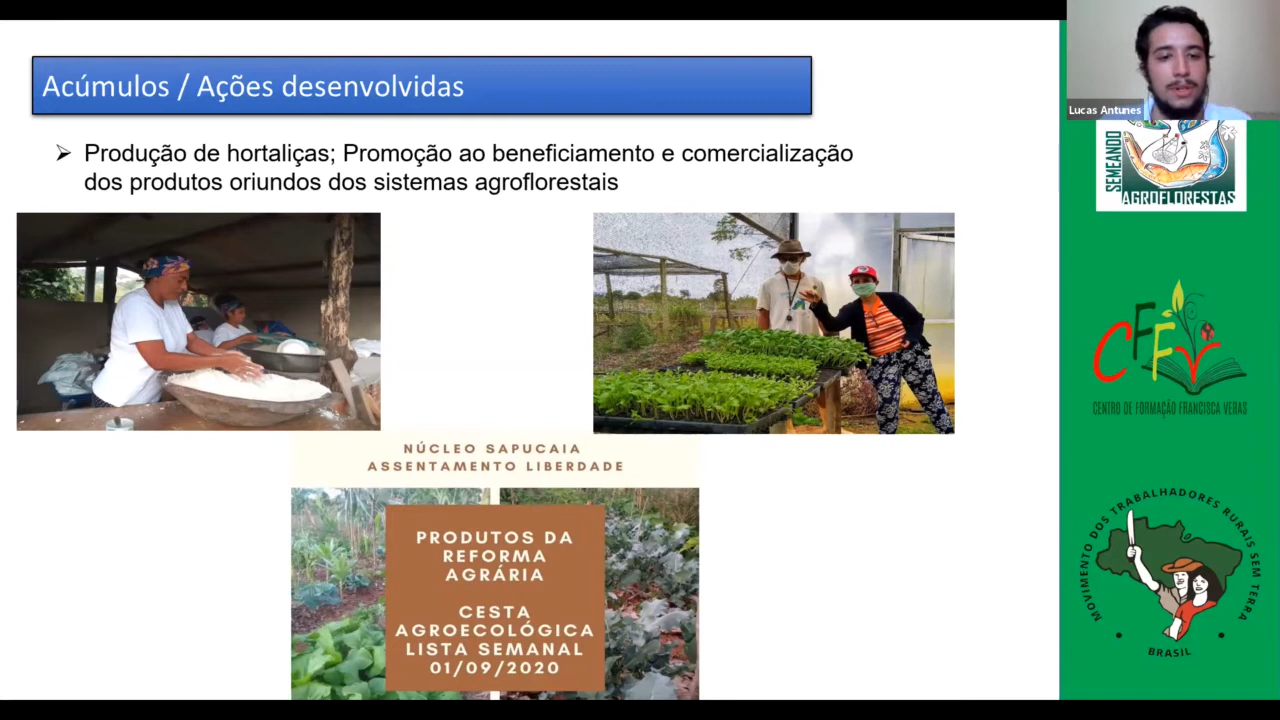 Acúmulos / Ações desenvolvidas
Lucas Antunes
Produção de hortaliças; Promoção ao beneficiamento e comercialização
dos produtos oriundos dos sistemas agroflorestais
SEMEANDO
AGROFLORESTAS
CFFV
CENTRO DE FORMAÇÃO FRANCISCA VERAS
NÚCLEO SAPUCAIA
ASSENTAMENTO LIBERDADE
PRODUTOS DA
REFORMA
AGRÁRIA
CESTA
AGROECOLÓGICA
LISTA SEMANAL
01/09/2020
MOVIMENTO DOS TRABALHADORES RURAIS SEM TERRA
BRASIL